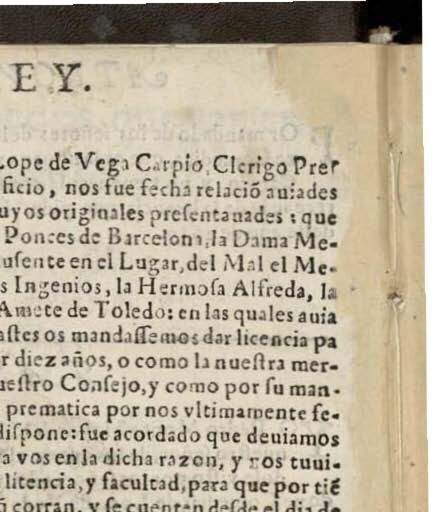 EY.
Lope de Vega Carpio, Clerigo Pres
ficio, nos fue fecha relaciõ auiades
uyos originales presentauades: que
Ponces de Barcelona, la Dama Me-
ausente en el Lugar, del Mal el Me-
s Ingenios, la Hermosa Alfreda, la
Amete de Toledo: en las quales auia
astes os mandassemos dar licencia pa
r diez años, o como la nuestra mer-
uestro Consejo, y como por su man-
prematica por nos vltimamente fe-
dispone: fue acordado que deuiamos
a vos en la dicha razon, y nos tuui-
licencia, y facultad, para que por tiẽ
corran, y se cuenten desde el dia de